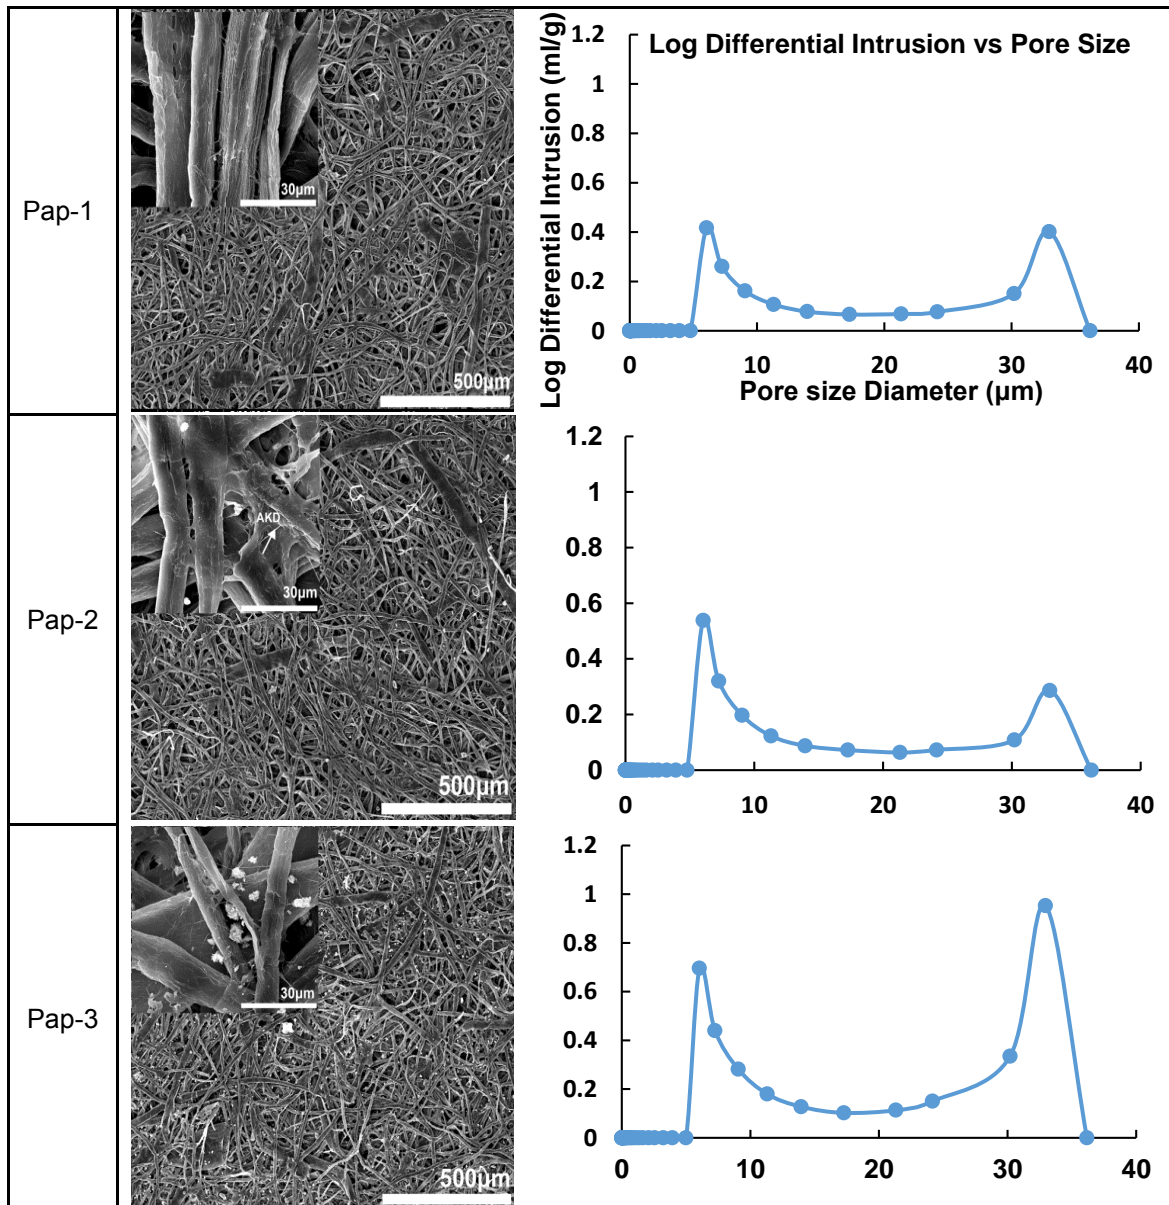 Pap-1
30µm
500µm
Log Differential Intrusion vs Pore Size
Log Differential Intrusion (ml/g)
1.2
1
0.8
0.6
0.4
0.2
0
0 10 20 30 40
Pore size Diameter (µm)
Pap-2
AKD
30µm
500µm
1.2
1
0.8
0.6
0.4
0.2
0
0 10 20 30 40
Pap-3
30µm
500µm
1.2
1
0.8
0.6
0.4
0.2
0
0 10 20 30 40